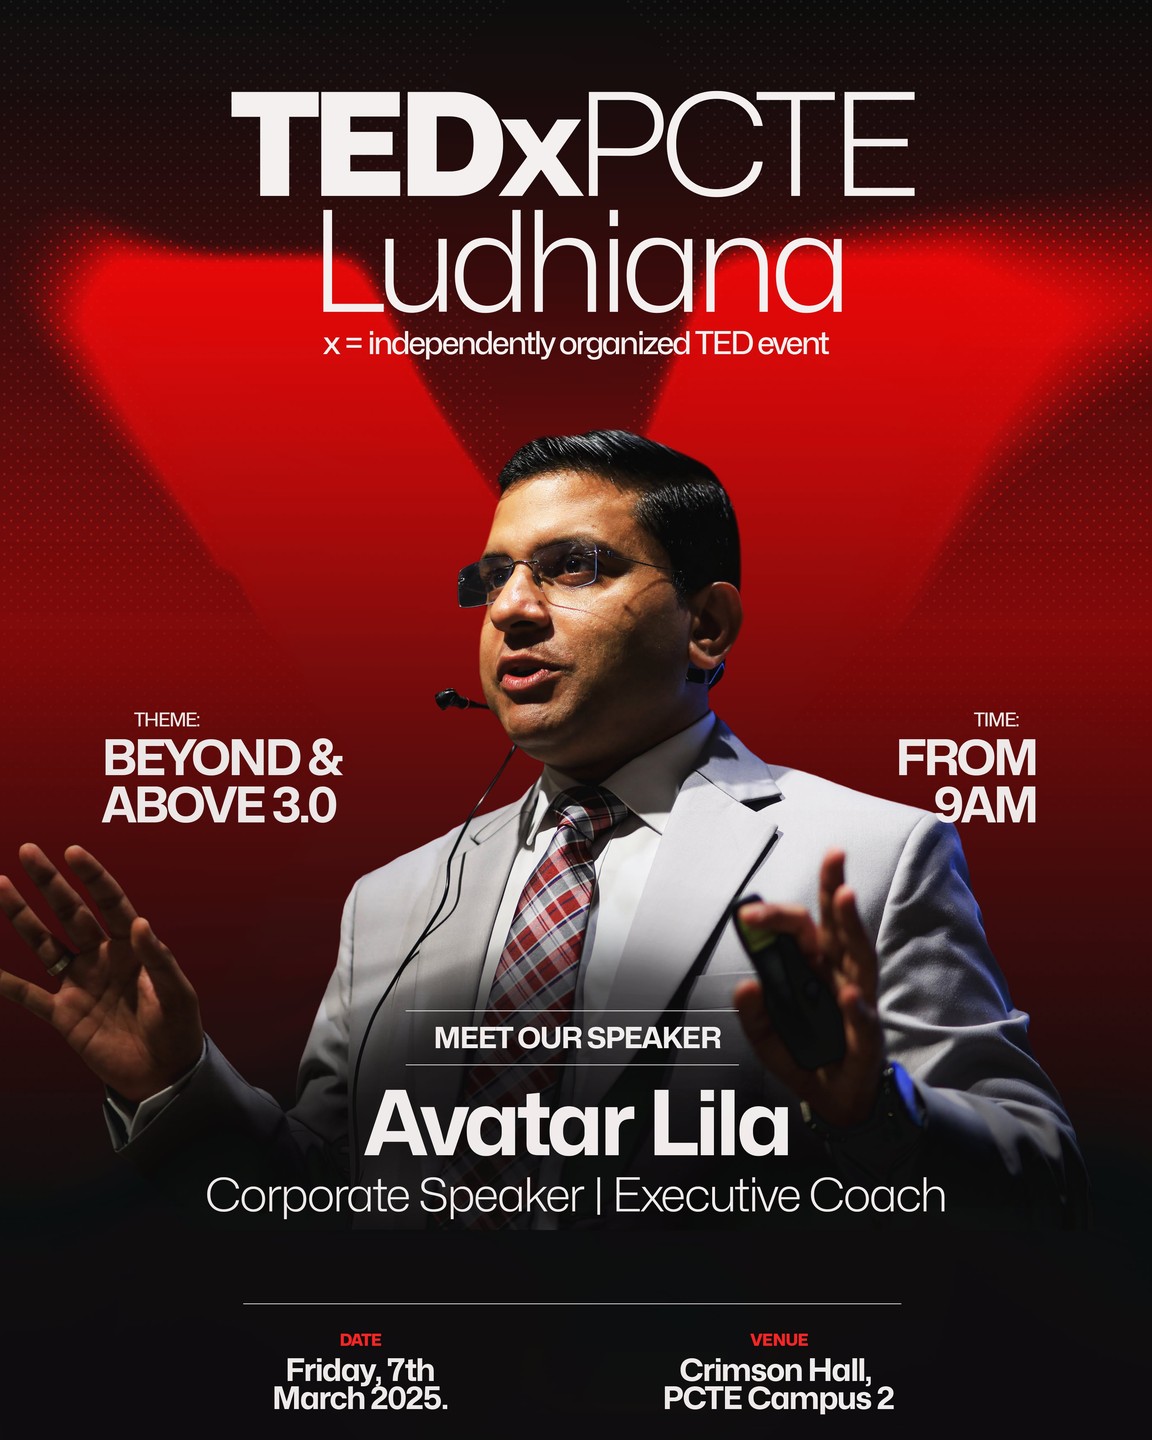 TEDxPCTE
Ludhiana
x = independently organized TED event
THEME:
BEYOND &
ABOVE 3.0
TIME:
FROM
9AM
MEET OUR SPEAKER
Avatar Lila
Corporate Speaker | Executive Coach
DATE
Friday, 7th
March 2025.
VENUE
Crimson Hall,
PCTE Campus 2